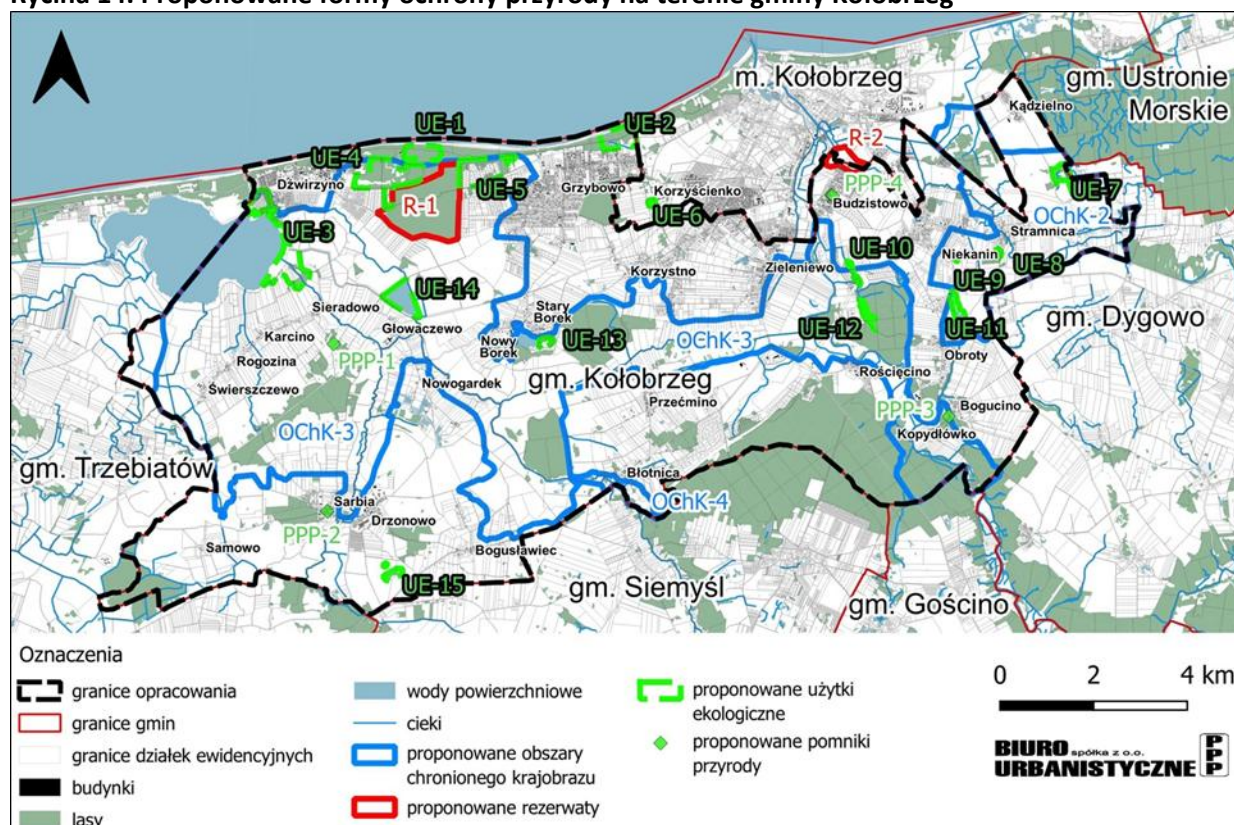 Rycina 14. Proponowane formy ochrony przyrody na terenie gminy Kołobrzeg
m. Kołobrzeg
gm. Ustronie
Morskie
Kądzielno
UE-1
UE-2
UE-4
R-2
Dźwirzyno
UE-5
Grzybowo
Korzyścienko
PPP-4
UE-7
R-1
Budzistowo
OChK-2
UE-3
UE-6
Stramnica
UE-10
Niekanin
UE-8
Korzystno
Zieleniewo
UE-9
UE-14
Sieradowo
Stary
Borek
Głowaczewo
UE-12
UE-11
gm. Dygowo
Karcino
Nowy
Borek
UE-13
OChK-3
Obroty
PPP-1
Rogozina
gm. Kołobrzeg
Rościęcino
Świerszczewo
Nowogardek
Przećmino
PPP-3
Bogucino
OChK-3
Kopydłówko
gm. Trzebiatów
Błotnica
Sarbia
OChK-4
PPP-2
Drzonowo
Samowo
Bogusławiec
UE-15
gm. Siemyśl
gm. Gościno
Oznaczenia
granice opracowania
granice gmin
granice działek ewidencyjnych
budynki
lasy
wody powierzchniowe
cieki
proponowane obszary
chronionego krajobrazu
proponowane rezerwaty
proponowane użytki
ekologiczne
proponowane pomniki
przyrody
0 2 4 km
BIURO spółka z o.o.
URBANISTYCZNE PPP